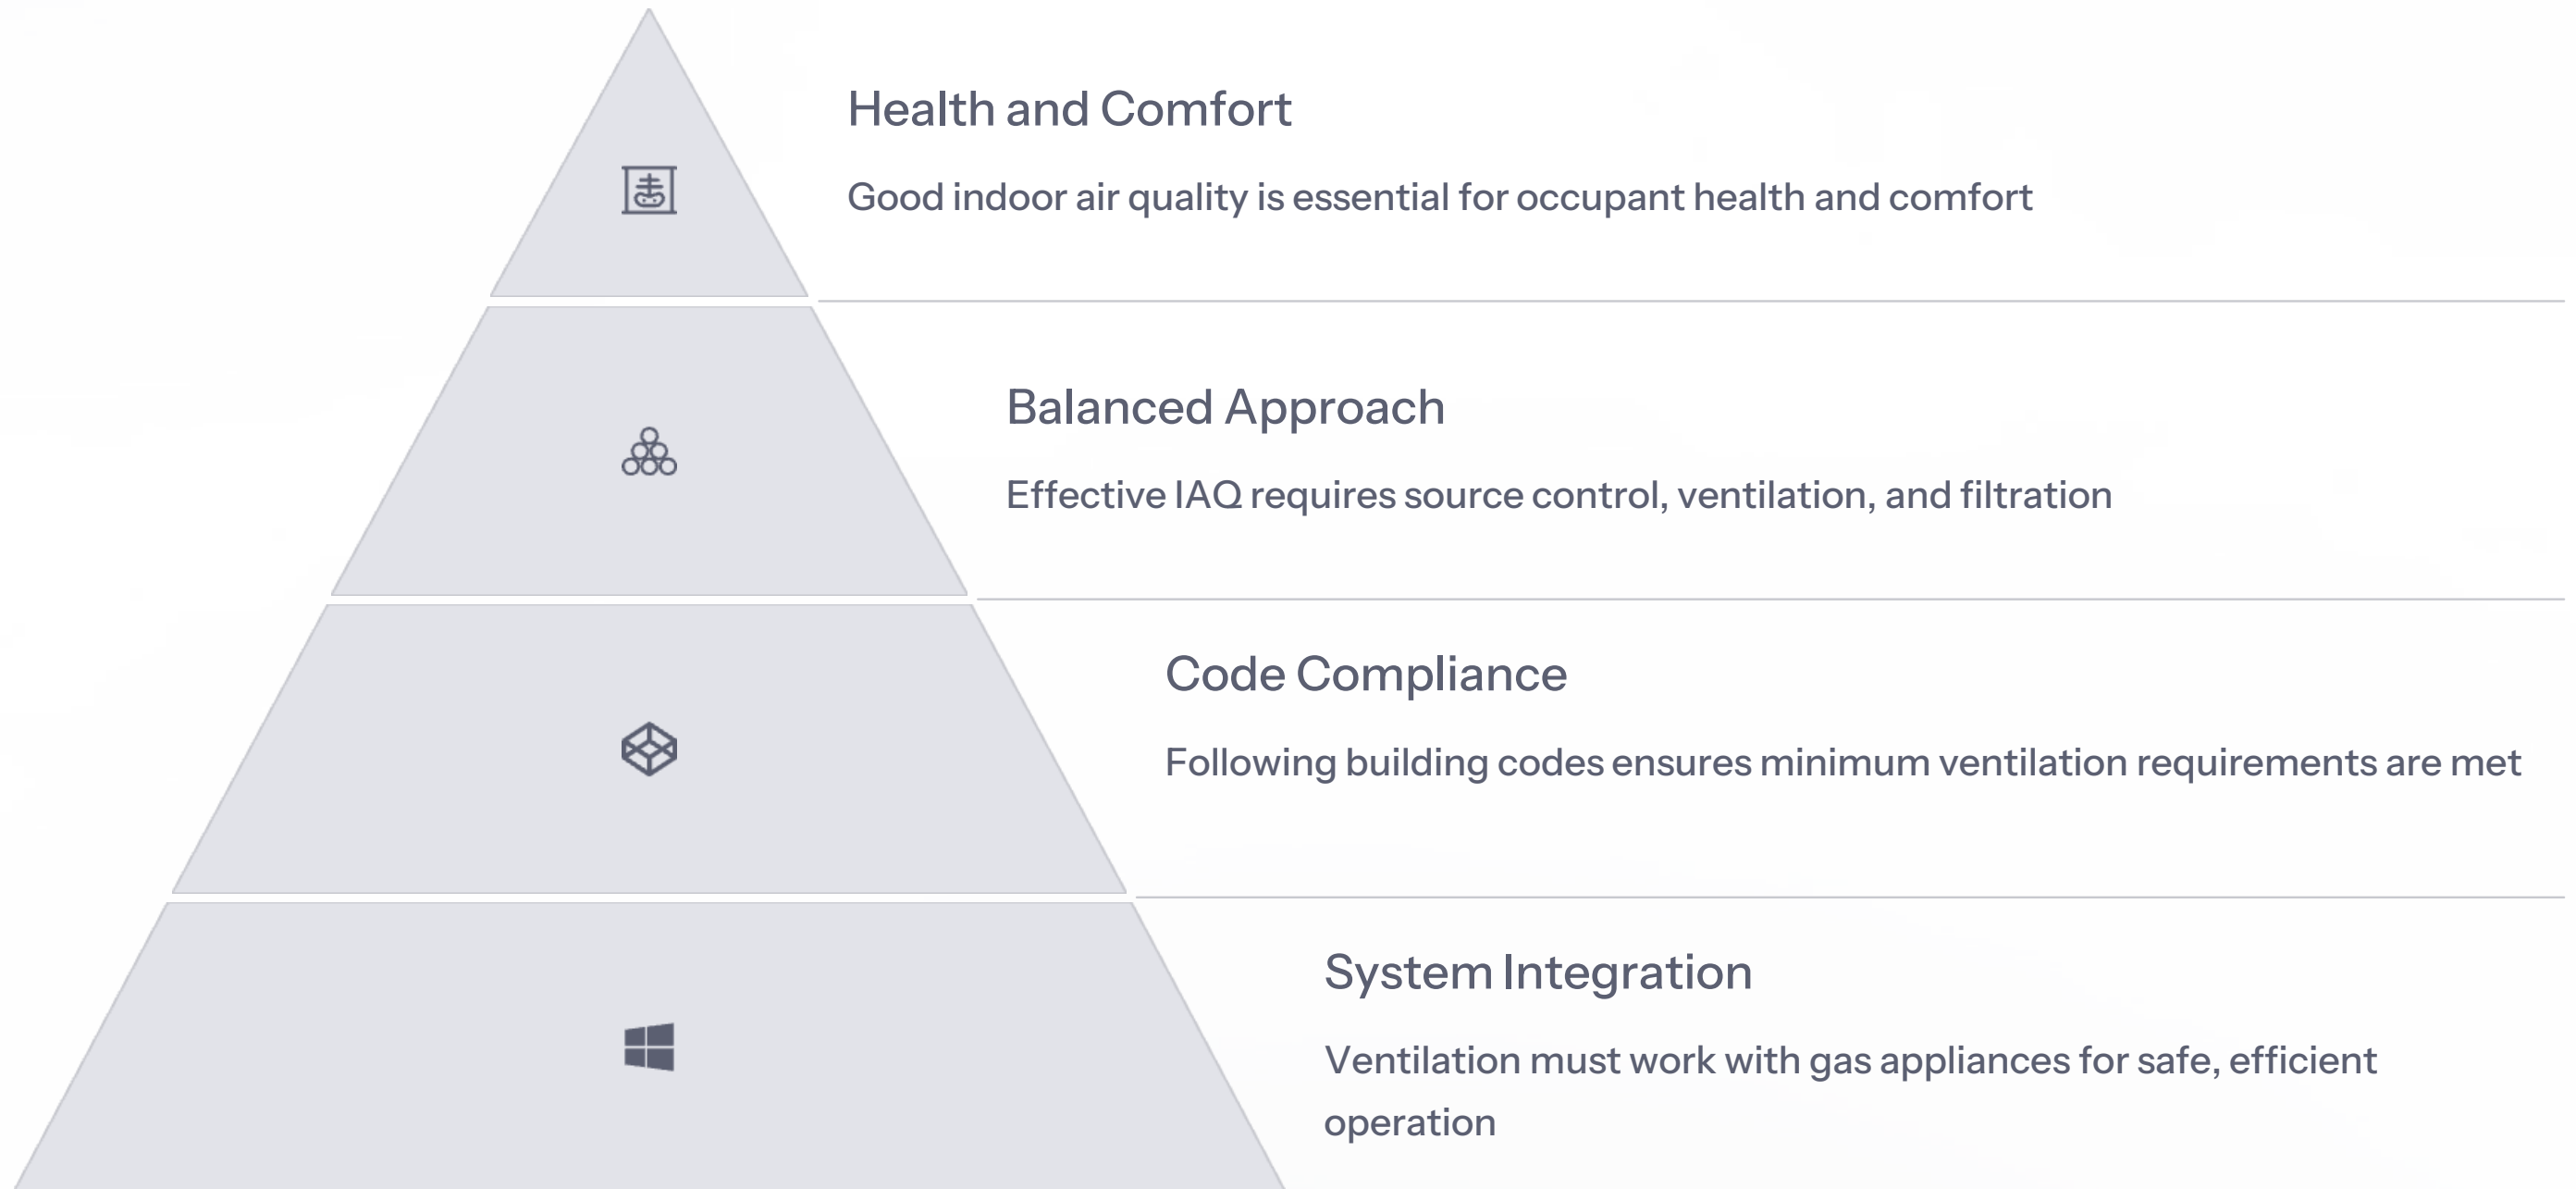 Health and Comfort
Good indoor air quality is essential for occupant health and comfort
Balanced Approach
Effective IAQ requires source control, ventilation, and filtration
Code Compliance
Following building codes ensures minimum ventilation requirements are met
System Integration
Ventilation must work with gas appliances for safe, efficient
operation